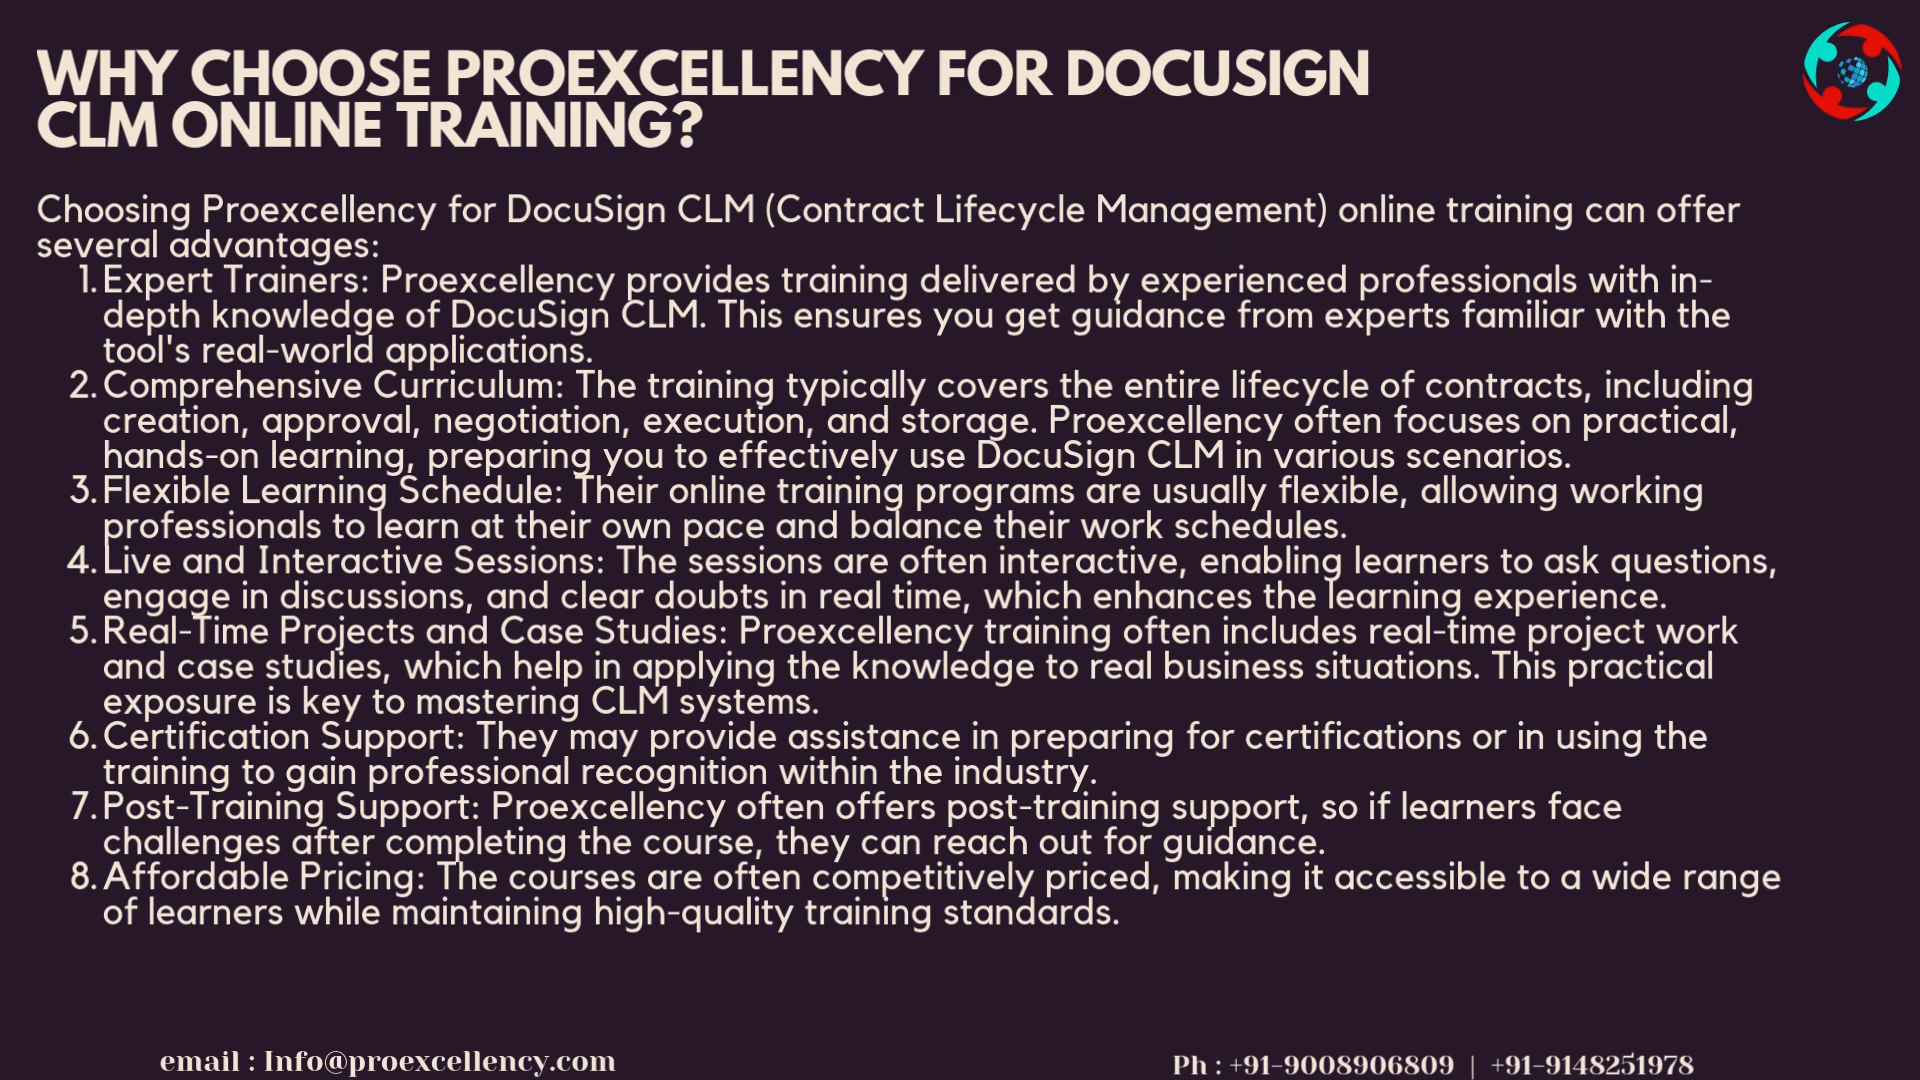 WHY CHOOSE PROEXCELLENCY FOR DOCUSIGN
CLM ONLINE TRAINING?
Choosing Proexcellency for DocuSign CLM (Contract Lifecycle Management) online training can offer
several advantages:
1. Expert Trainers: Proexcellency provides training delivered by experienced professionals with in-
depth knowledge of DocuSign CLM. This ensures you get guidance from experts familiar with the
tool's real-world applications.
2. Comprehensive Curriculum: The training typically covers the entire lifecycle of contracts, including
creation, approval, negotiation, execution, and storage. Proexcellency often focuses on practical,
hands-on learning, preparing you to effectively use DocuSign CLM in various scenarios.
3. Flexible Learning Schedule: Their online training programs are usually flexible, allowing working
professionals to learn at their own pace and balance their work schedules.
4. Live and Interactive Sessions: The sessions are often interactive, enabling learners to ask questions,
engage in discussions, and clear doubts in real time, which enhances the learning experience.
5. Real-Time Projects and Case Studies: Proexcellency training often includes real-time project work
and case studies, which help in applying the knowledge to real business situations. This practical
exposure is key to mastering CLM systems.
6. Certification Support: They may provide assistance in preparing for certifications or in using the
training to gain professional recognition within the industry.
7. Post-Training Support: Proexcellency often offers post-training support, so if learners face
challenges after completing the course, they can reach out for guidance.
8. Affordable Pricing: The courses are often competitively priced, making it accessible to a wide range
of learners while maintaining high-quality training standards.
email : Info@proexcellency.com
Ph : +91-9008906809 | +91-9148251978